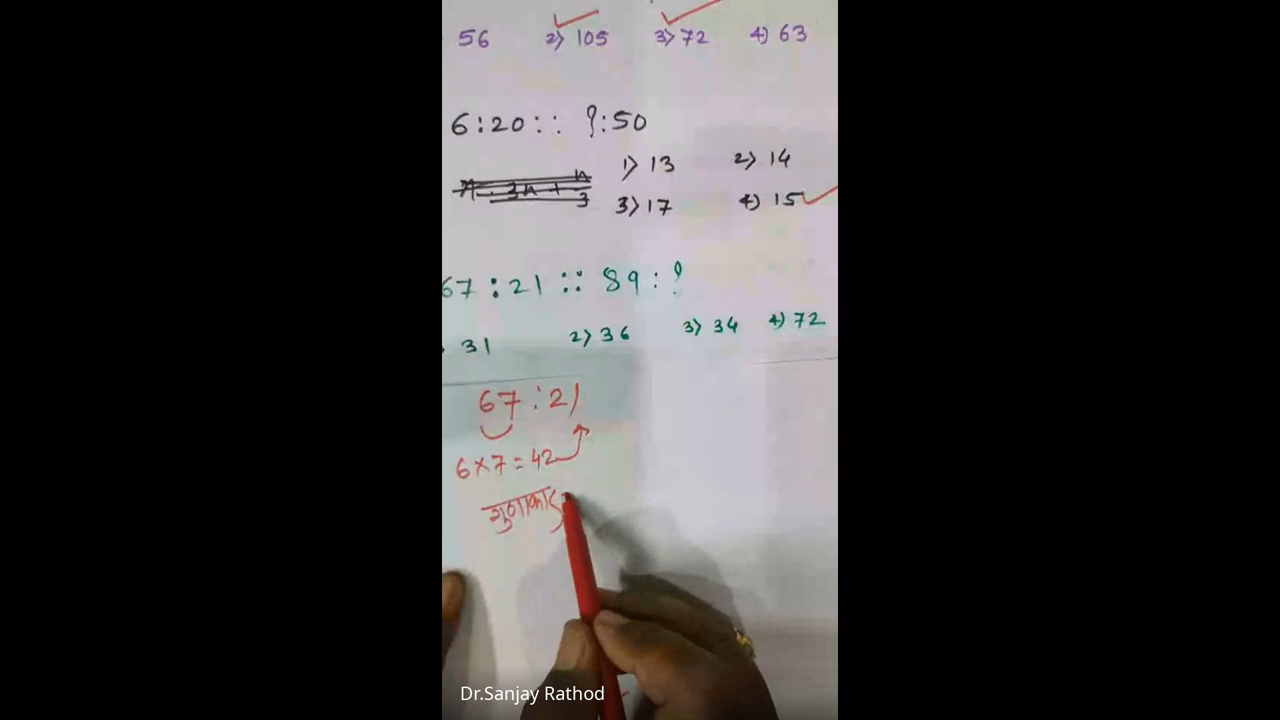 56 2) 105 3) 72 4) 63
6:20:: ?:50
1) 13 2) 14
3) 17 4) 15
67:21 :: 89:?
31 2) 36 3) 34 4) 72
67:21
6×7=42
गुणाकार
Dr.Sanjay Rathod